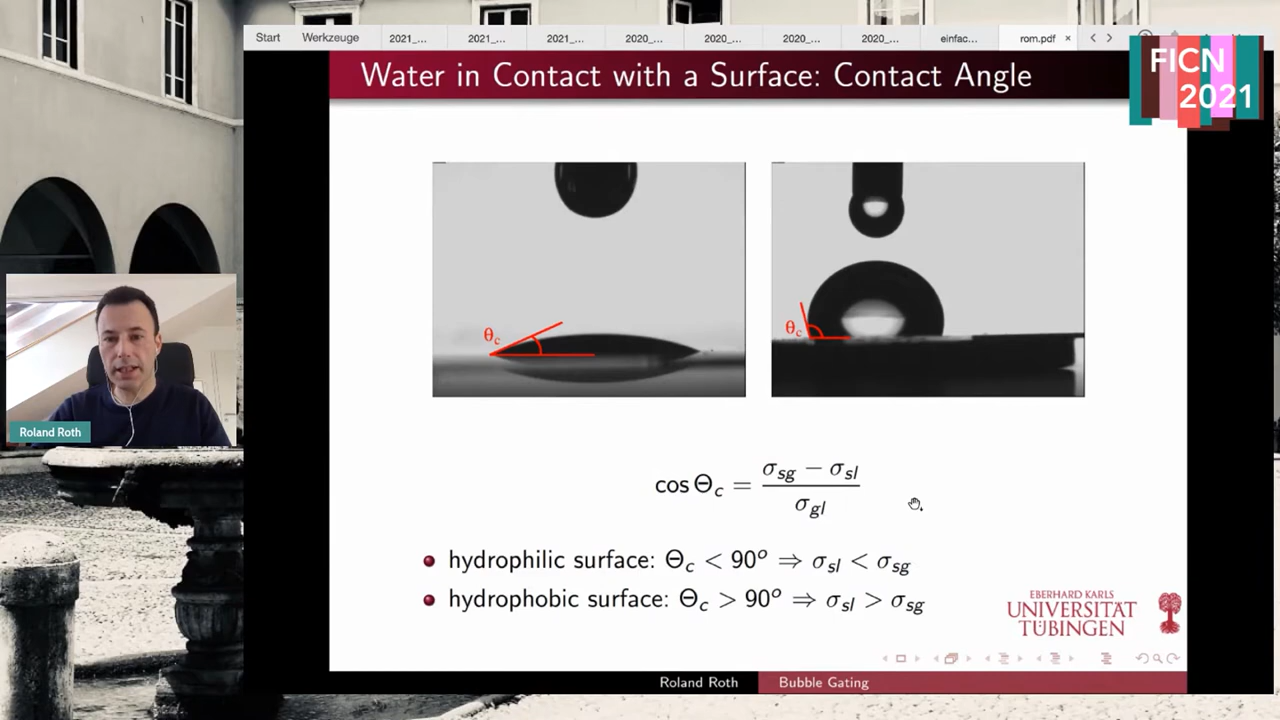 Start Werkzeuge 2021_... 2021_... 2021_... 2020_... 2020_... 2020_... 2020_... einfac... rom.pdf
Water in Contact with a Surface: Contact Angle
FICN
2021
θc
θc
Roland Roth
cos Θc = (σsg − σsl) / σgl
hydrophilic surface: Θc < 90° ⇒ σsl < σsg
hydrophobic surface: Θc > 90° ⇒ σsl > σsg
EBERHARD KARLS
UNIVERSITÄT
TÜBINGEN
Roland Roth Bubble Gating